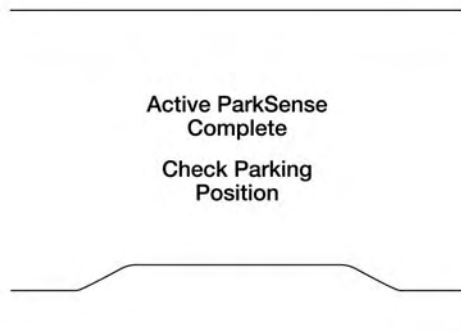 Active ParkSense
Complete
Check Parking
Position